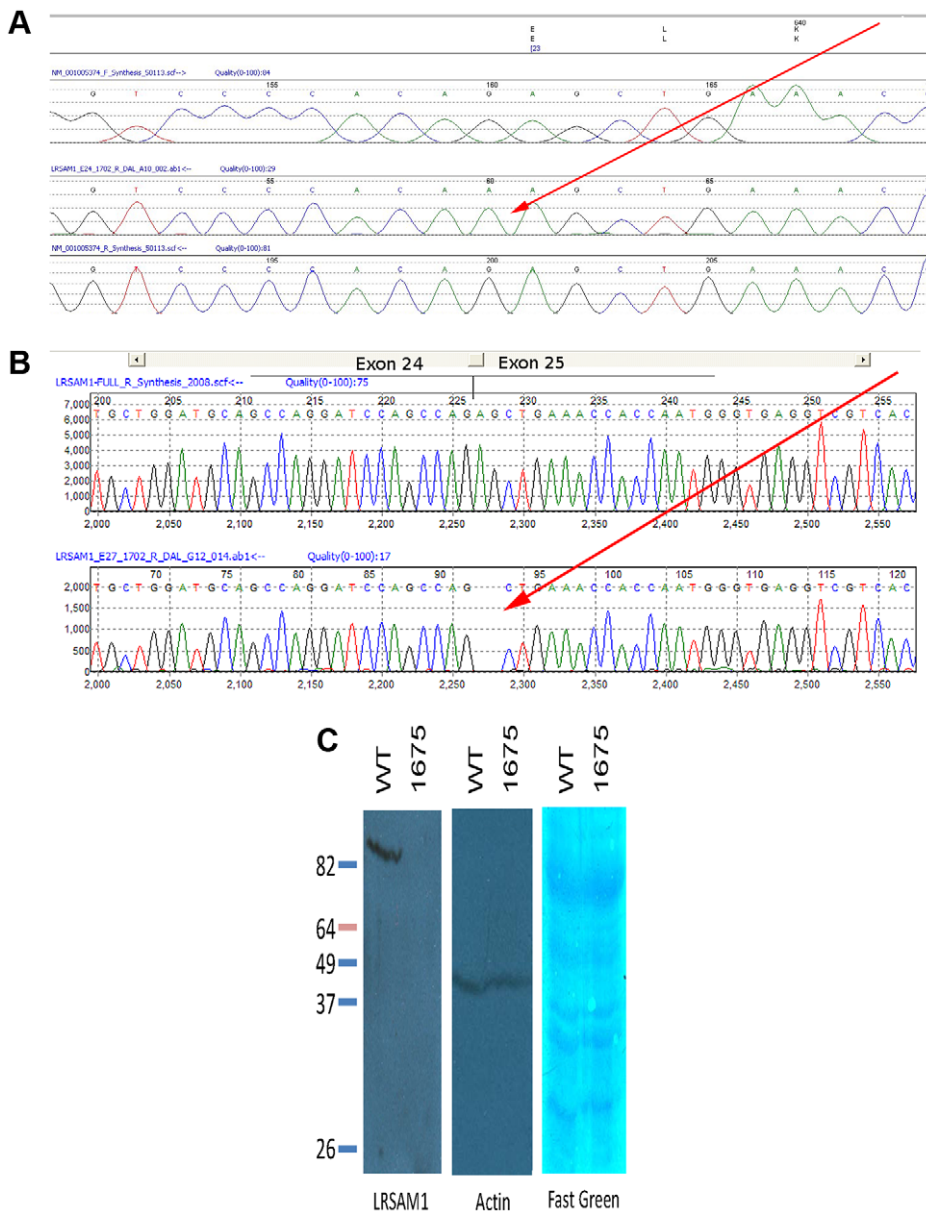 A
640
E L K
E L K
[23
NM_001005374_F_Synthesis_50113.scf--> Quality(0-100):84
155 160 165
G T C C C C A C A G A G C T G A A A C
LRSAM1_E24_1702_R_DAL_A10_002.ab1<-- Quality(0-100):29
55 60 65
G T C C C C A C A A A G C T G A A A C
NM_001005374_R_Synthesis_50113.scf<-- Quality(0-100):81
195 200 205
G T C C C C A C A G A G C T G A A A C
B
Exon 24 Exon 25
LRSAM1-FULL_R_Synthesis_2008.scf<-- Quality(0-100):75
200 205 210 215 220 225 230 235 240 245 250 255
TGCTGGATGCAGCCAGGATCCAGCCAGAGCTGAAACCACCAATGGGTGAGGTCGTCAC
7,000
6,000
5,000
4,000
3,000
2,000
1,000
0
2,000 2,050 2,100 2,150 2,200 2,250 2,300 2,350 2,400 2,450 2,500 2,550
LRSAM1_E27_1702_R_DAL_G12_014.ab1<-- Quality(0-100):17
70 75 80 85 90 95 100 105 110 115 120
TGCTGGATGCAGCCAGGATCCAGCCAG CTGAAACCACCAATGGGTGAGGTCGTCAC
2,000
1,500
1,000
500
0
2,000 2,050 2,100 2,150 2,200 2,250 2,300 2,350 2,400 2,450 2,500 2,550
C
WT 1675 WT 1675 WT 1675
82
64
49
37
26
LRSAM1 Actin Fast Green